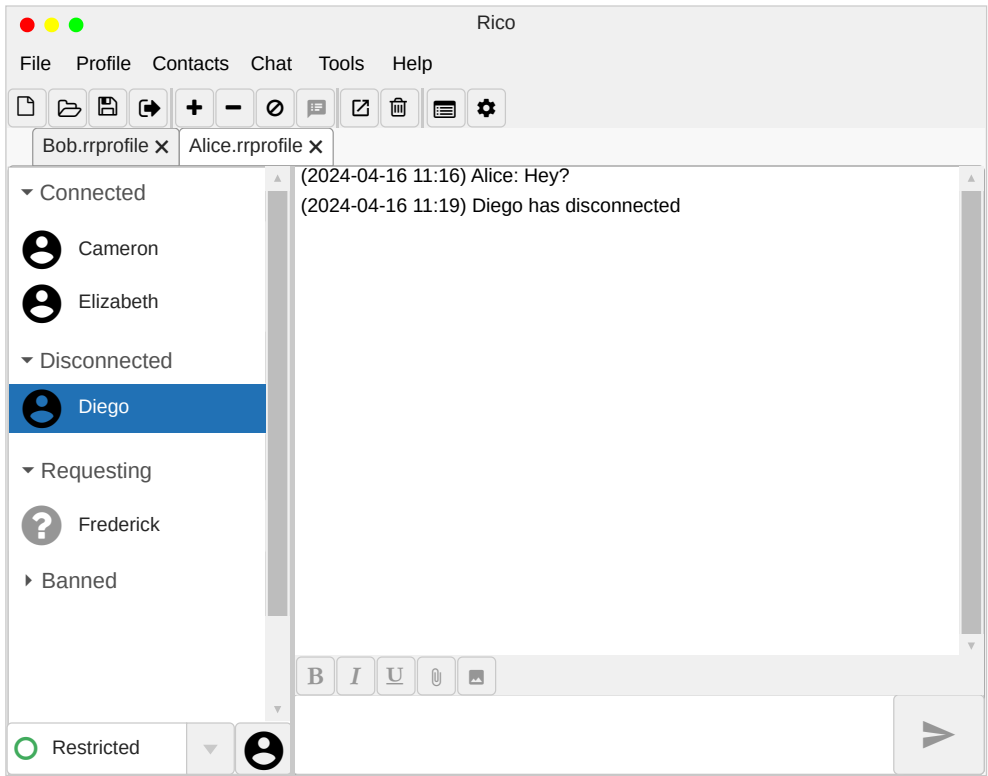 Rico
File Profile Contacts Chat Tools Help
Bob.rrprofile Alice.rrprofile
Connected
Cameron
Elizabeth
Disconnected
Diego
Requesting
Frederick
Banned
Restricted
(2024-04-16 11:16) Alice: Hey?
(2024-04-16 11:19) Diego has disconnected
B I U